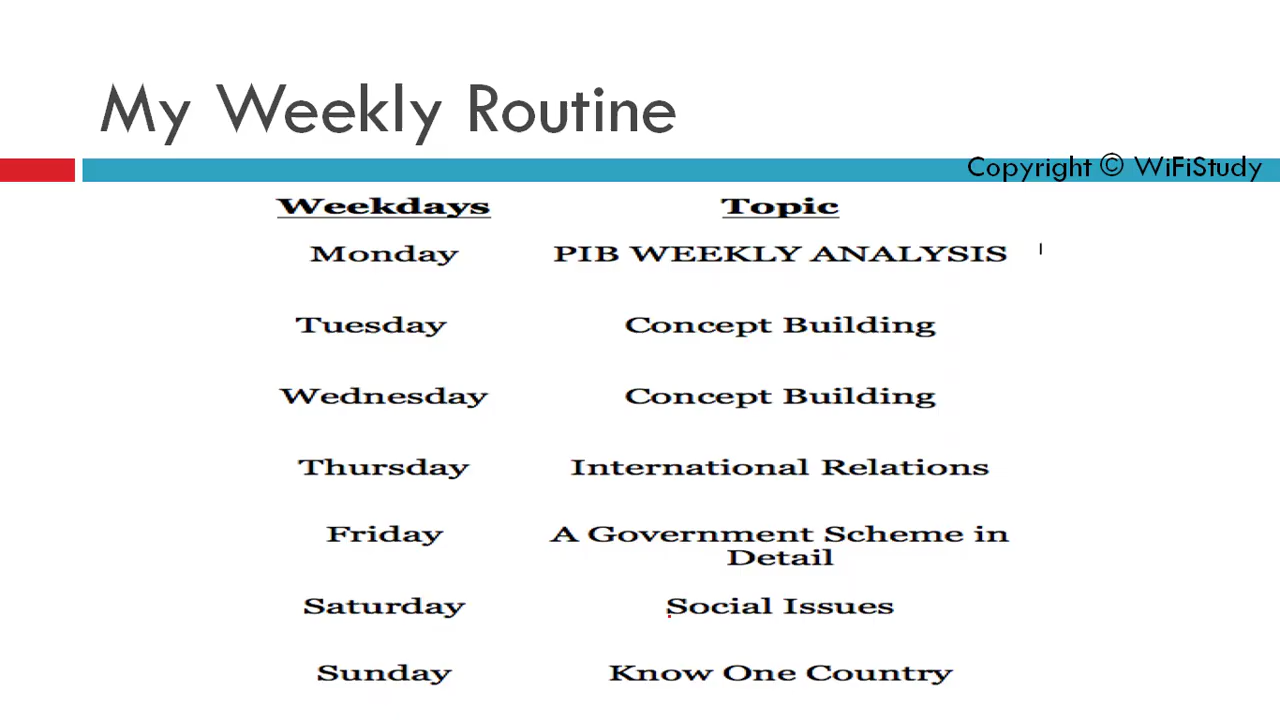 My Weekly Routine
Copyright © WiFiStudy
Weekdays Topic
Monday PIB WEEKLY ANALYSIS
Tuesday Concept Building
Wednesday Concept Building
Thursday International Relations
Friday A Government Scheme in
Detail
Saturday Social Issues
Sunday Know One Country